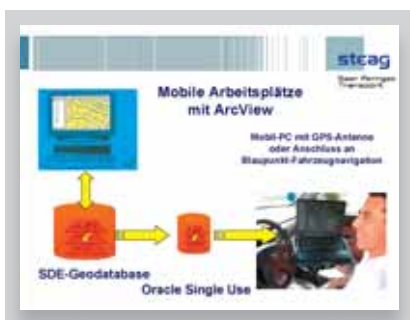 steag
Saar Ferngas
Transport
Mobile Arbeitsplätze
mit ArcView
Mobil-PC mit GPS-Antenne
oder Anschluss an
Blaupunkt-Fahrzeugnavigation
SDE-Geodatabase
Oracle Single Use